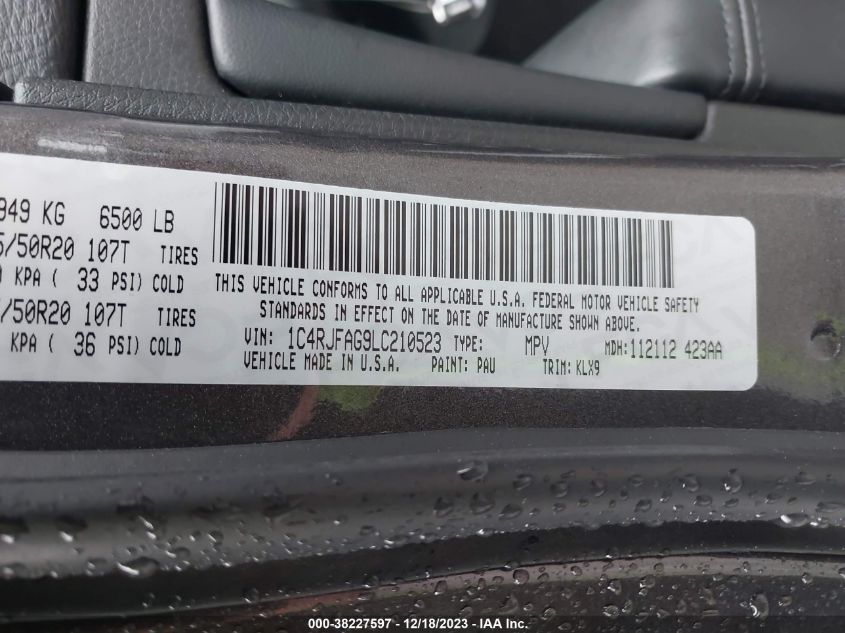 949 KG 6500 LB
/50R20 107T TIRES
KPA ( 33 PSI) COLD
/50R20 107T TIRES
KPA ( 36 PSI) COLD
THIS VEHICLE CONFORMS TO ALL APPLICABLE U.S.A. FEDERAL MOTOR VEHICLE SAFETY
STANDARDS IN EFFECT ON THE DATE OF MANUFACTURE SHOWN ABOVE.
VIN: 1C4RJFAG9LC210523 TYPE: MPV MDH:112112 423AA
VEHICLE MADE IN U.S.A. PAINT: PAU TRIM: KLX9
000-38227597 - 12/18/2023 - IAA Inc.